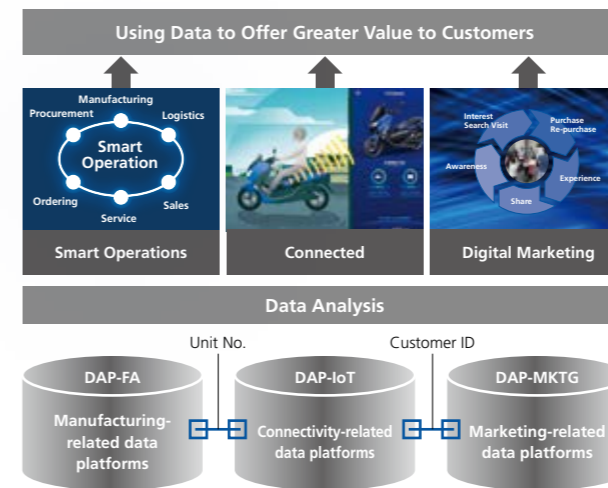 Using Data to Offer Greater Value to Customers
Manufacturing
Procurement
Logistics
Smart
Operation
Ordering
Sales
Service
Interest
Search Visit
Purchase
Re-purchase
Awareness
Experience
Share
Smart Operations
Connected
Digital Marketing
Data Analysis
Unit No.
Customer ID
DAP-FA
DAP-IoT
DAP-MKTG
Manufacturing-
related data
platforms
Connectivity-related
data platforms
Marketing-related
data platforms